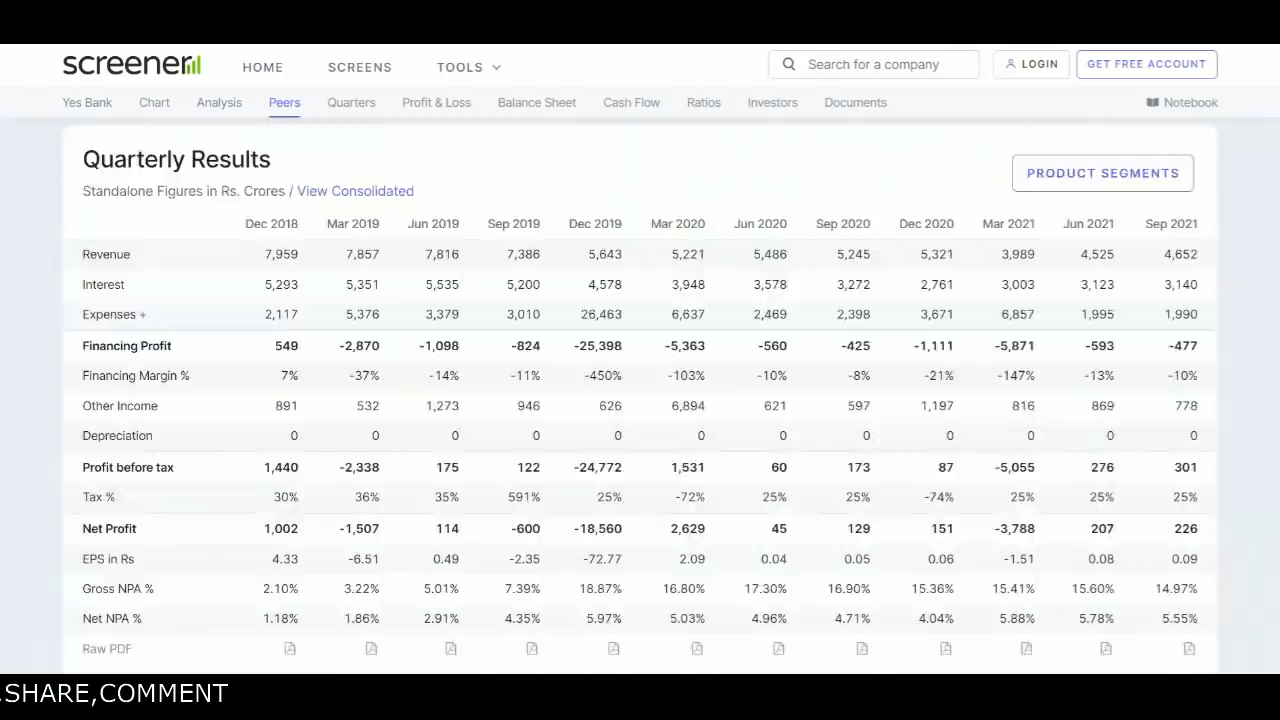 screener HOME SCREENS TOOLS Search for a company LOGIN GET FREE ACCOUNT
Yes Bank Chart Analysis Peers Quarters Profit & Loss Balance Sheet Cash Flow Ratios Investors Documents Notebook
Quarterly Results
PRODUCT SEGMENTS
Standalone Figures in Rs. Crores / View Consolidated
Dec 2018 Mar 2019 Jun 2019 Sep 2019 Dec 2019 Mar 2020 Jun 2020 Sep 2020 Dec 2020 Mar 2021 Jun 2021 Sep 2021
Revenue 7,959 7,857 7,816 7,386 5,643 5,221 5,486 5,245 5,321 3,989 4,525 4,652
Interest 5,293 5,351 5,535 5,200 4,578 3,948 3,578 3,272 2,761 3,003 3,123 3,140
Expenses + 2,117 5,376 3,379 3,010 26,463 6,637 2,469 2,398 3,671 6,857 1,995 1,990
Financing Profit 549 -2,870 -1,098 -824 -25,398 -5,363 -560 -425 -1,111 -5,871 -593 -477
Financing Margin % 7% -37% -14% -11% -450% -103% -10% -8% -21% -147% -13% -10%
Other Income 891 532 1,273 946 626 6,894 621 597 1,197 816 869 778
Depreciation 0 0 0 0 0 0 0 0 0 0 0 0
Profit before tax 1,440 -2,338 175 122 -24,772 1,531 60 173 87 -5,055 276 301
Tax % 30% 36% 35% 591% 25% -72% 25% 25% -74% 25% 25% 25%
Net Profit 1,002 -1,507 114 -600 -18,560 2,629 45 129 151 -3,788 207 226
EPS in Rs 4.33 -6.51 0.49 -2.35 -72.77 2.09 0.04 0.05 0.06 -1.51 0.08 0.09
Gross NPA % 2.10% 3.22% 5.01% 7.39% 18.87% 16.80% 17.30% 16.90% 15.36% 15.41% 15.60% 14.97%
Net NPA % 1.18% 1.86% 2.91% 4.35% 5.97% 5.03% 4.96% 4.71% 4.04% 5.88% 5.78% 5.55%
Raw PDF
,SHARE,COMMENT